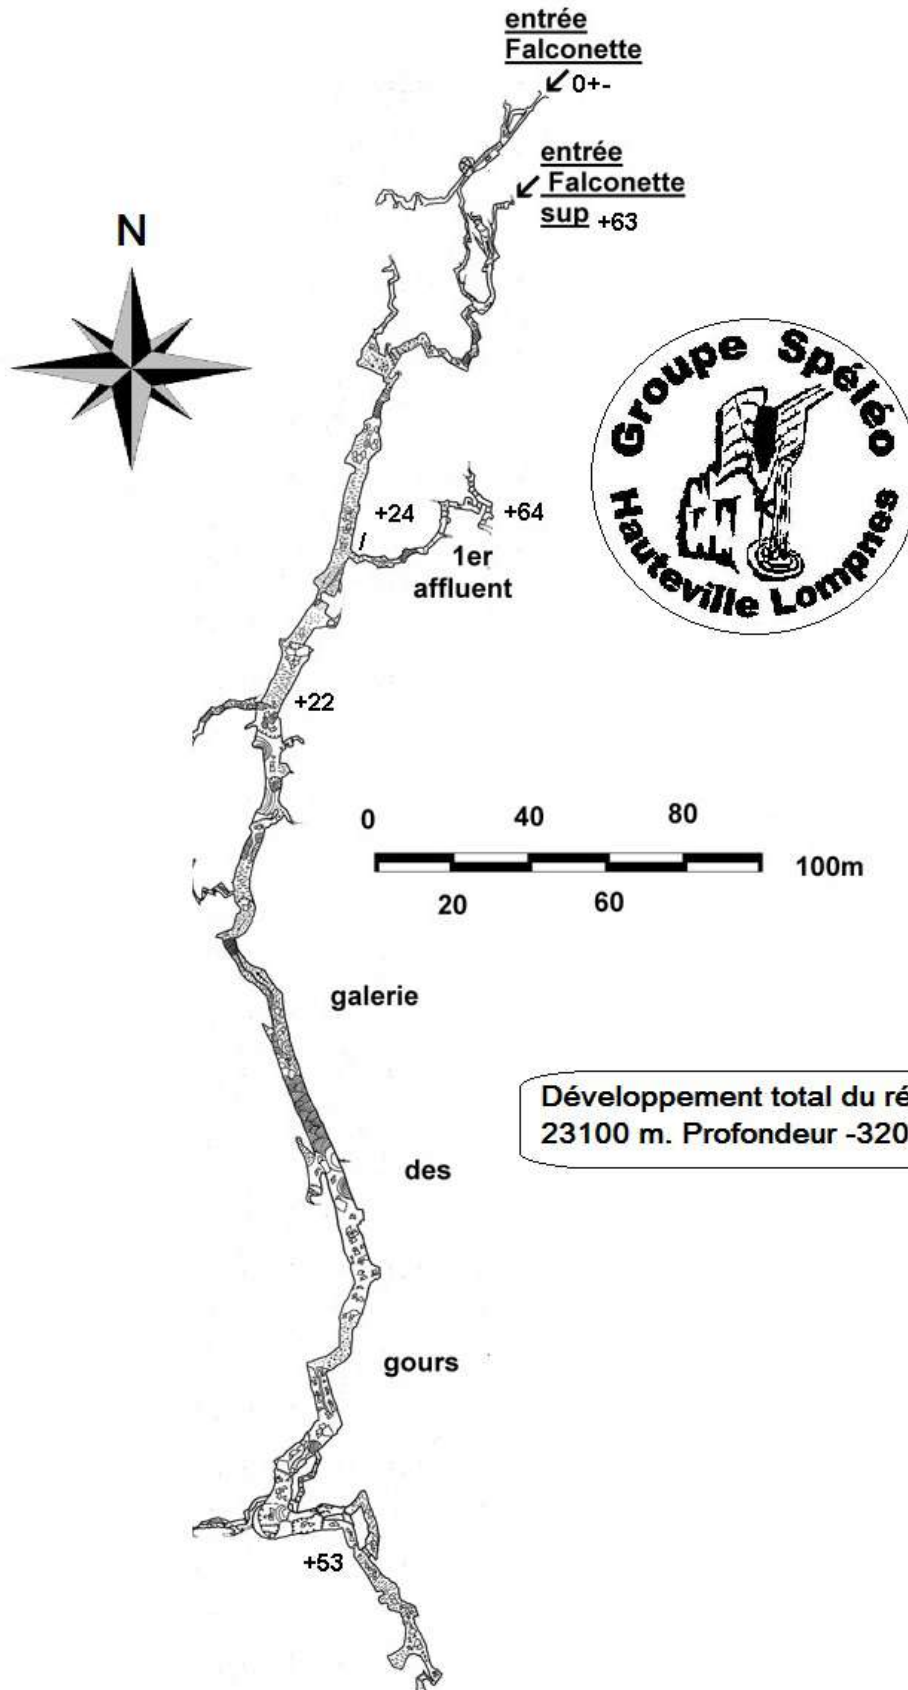 entrée
Falconette
0+-
entrée
Falconette
sup +63
N
Groupe Spéléo
Hauteville Lompnes
+24
+64
1er
affluent
+22
0 40 80
100m
20 60
galerie
Développement total du ré
23100 m. Profondeur -320
des
gours
+53